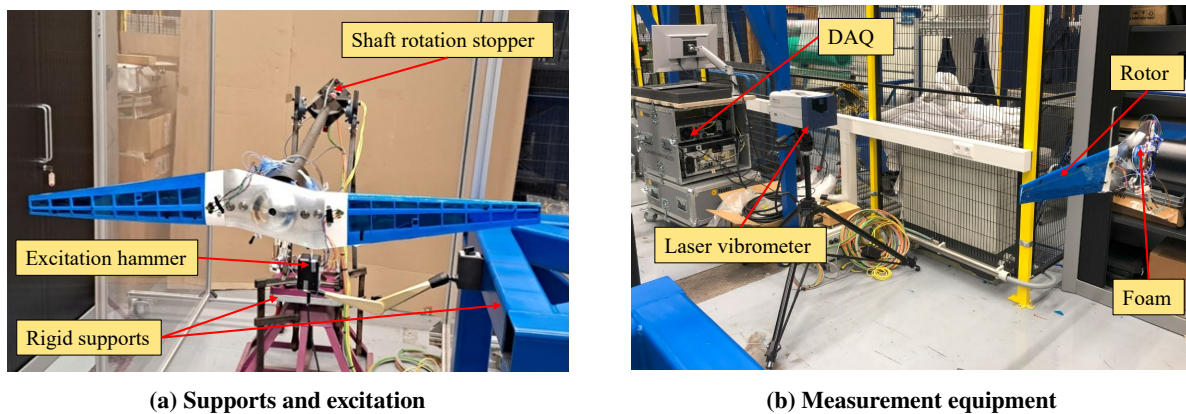 Shaft rotation stopper
Excitation hammer
Rigid supports
(a) Supports and excitation
DAQ
Rotor
Laser vibrometer
Foam
(b) Measurement equipment